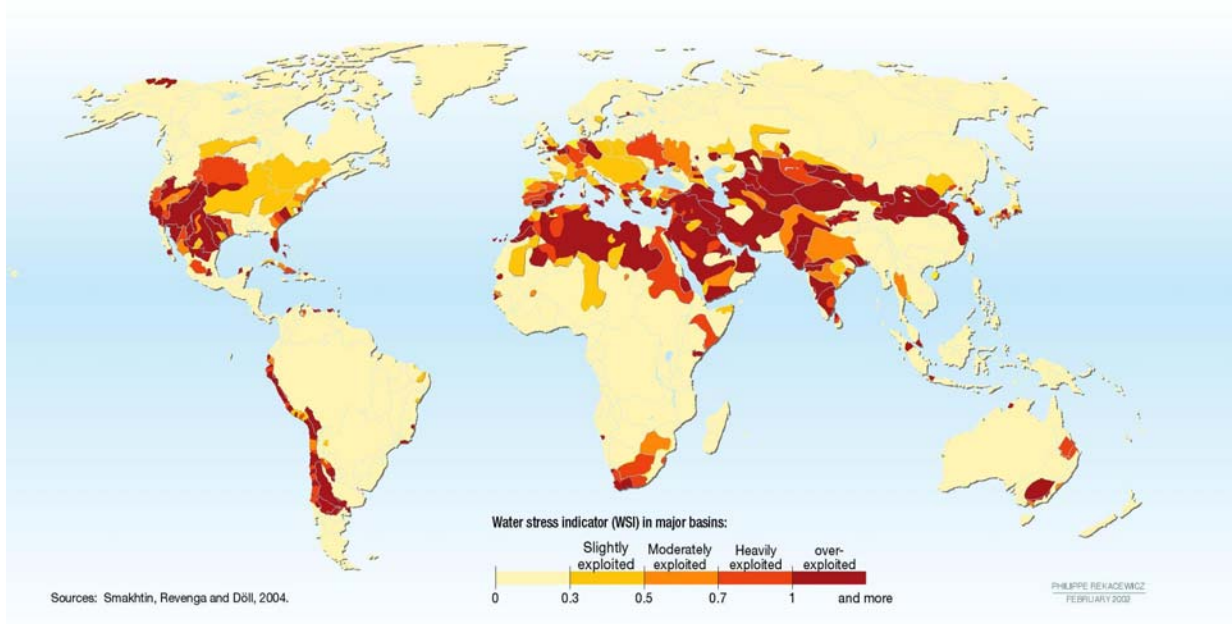 Water stress indicator (WSI) in major basins:
Slightly exploited
Moderately exploited
Heavily exploited
over-exploited
0 0.3 0.5 0.7 1 and more
Sources: Smakhtin, Revenga and Döll, 2004.
PHILIPPE REKACEWICZ
FEBRUARY 2002